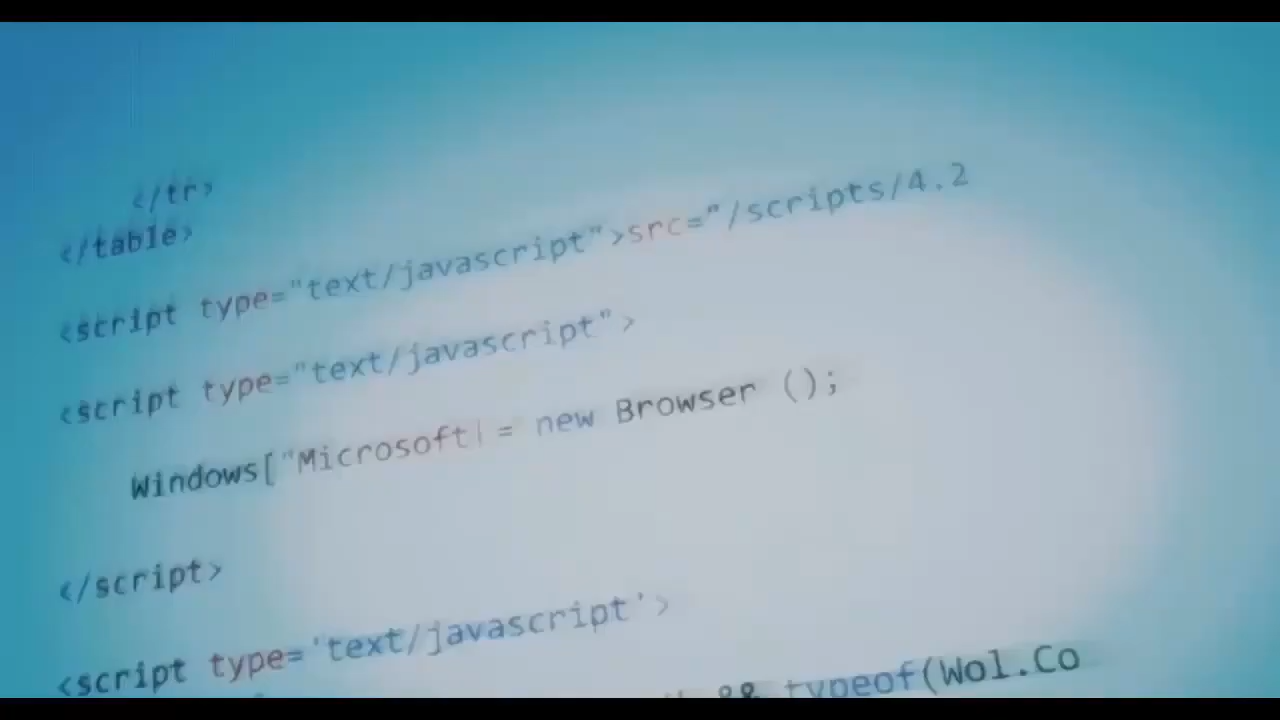 </tr>
</table>
<script type="text/javascript">src="/scripts/4.2
<script type="text/javascript">
Windows["Microsoft| = new Browser ();
</script>
<script type='text/javascript'>
&& typeof(Wol.Co